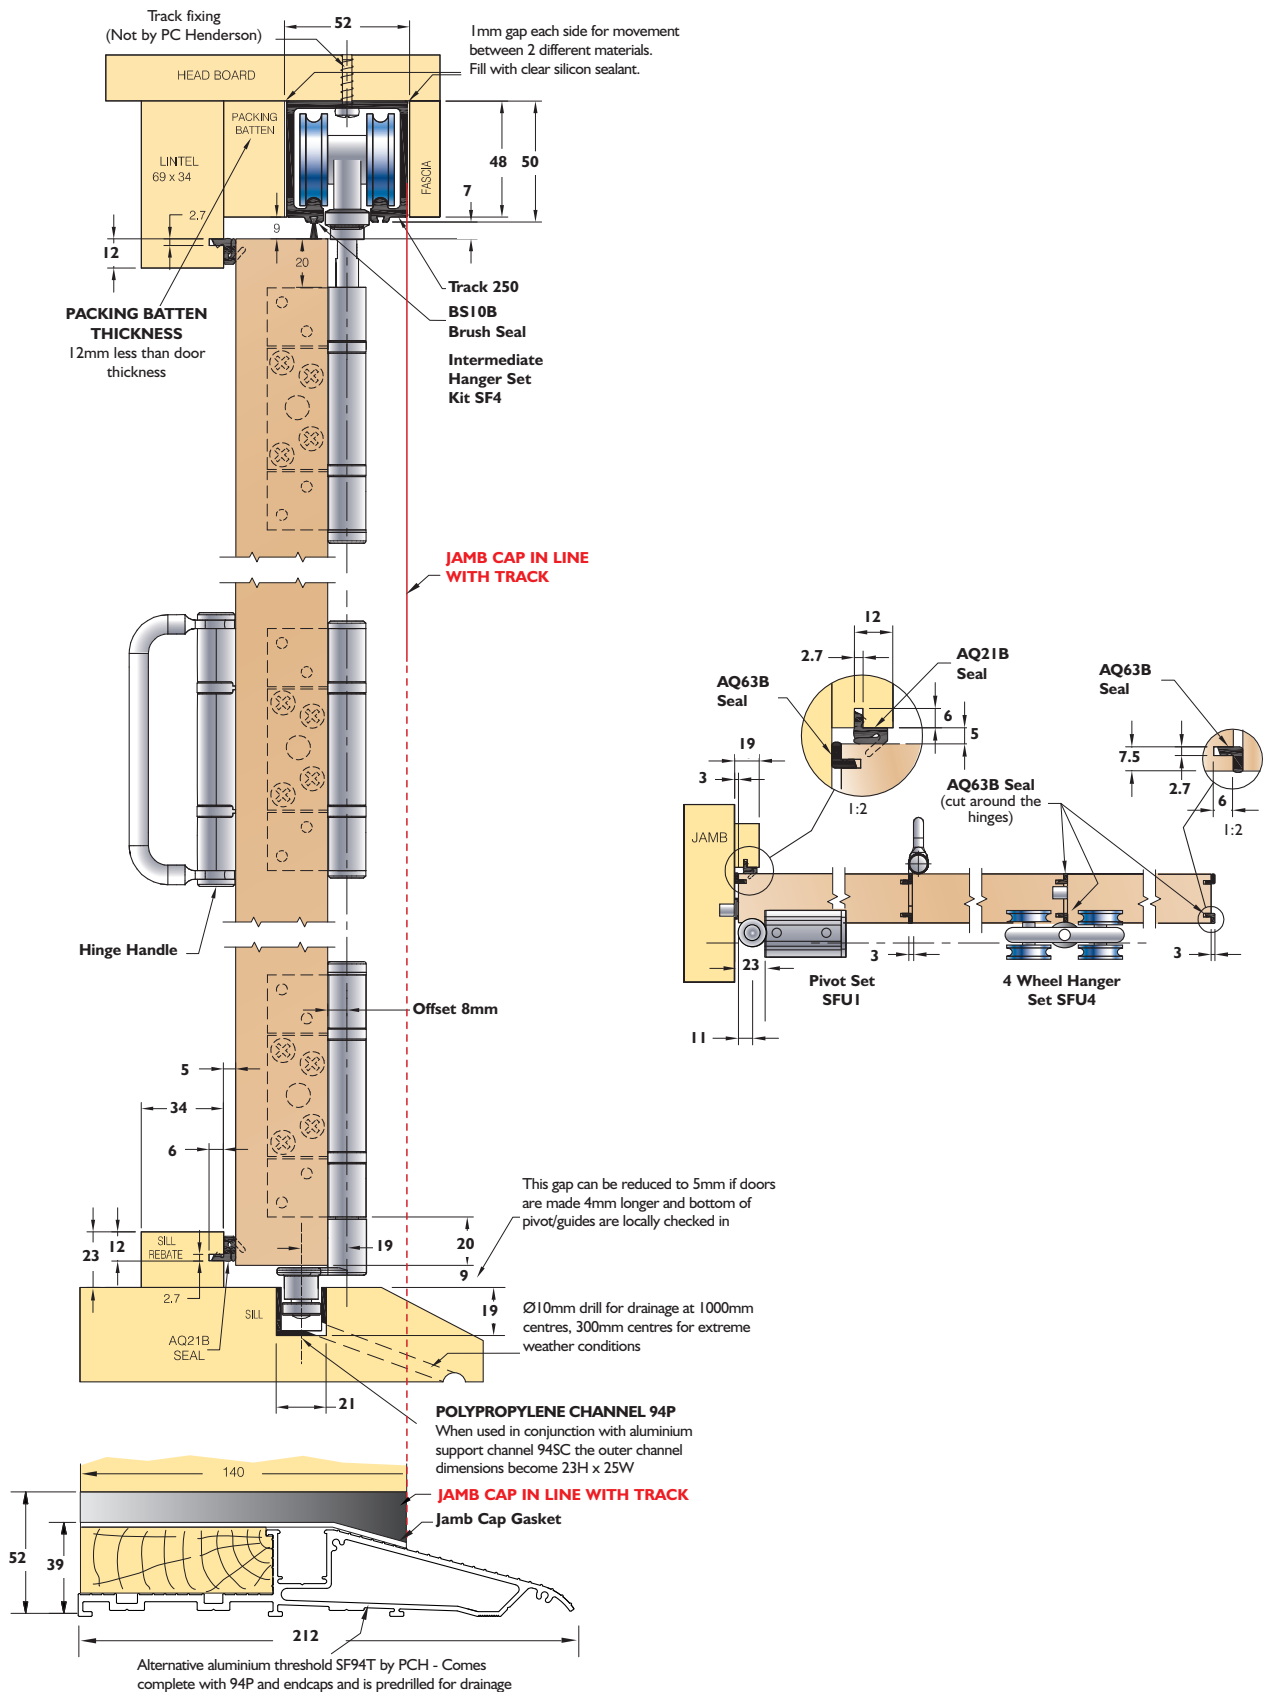 Track fixing
(Not by PC Henderson)
52
1mm gap each side for movement
between 2 different materials.
Fill with clear silicon sealant.
HEAD BOARD
PACKING
BATTEN
LINTEL
69 x 34
FASCIA
48
50
7
2.7
9
12
20
Track 250
BS10B
Brush Seal
PACKING BATTEN
THICKNESS
12mm less than door
thickness
Intermediate
Hanger Set
Kit SF4
JAMB CAP IN LINE
WITH TRACK
Hinge Handle
Offset 8mm
5
34
6
This gap can be reduced to 5mm if doors
are made 4mm longer and bottom of
pivot/guides are locally checked in
23
12
SILL
REBATE
19
20
9
2.7
SILL
19
Ø10mm drill for drainage at 1000mm
centres, 300mm centres for extreme
weather conditions
AQ21B
SEAL
21
POLYPROPYLENE CHANNEL 94P
When used in conjunction with aluminium
support channel 94SC the outer channel
dimensions become 23H x 25W
140
JAMB CAP IN LINE WITH TRACK
Jamb Cap Gasket
52
39
212
Alternative aluminium threshold SF94T by PCH - Comes
complete with 94P and endcaps and is predrilled for drainage
12
2.7
AQ21B
Seal
AQ63B
Seal
AQ63B
Seal
6
5
19
3
1:2
7.5
2.7
6
1:2
AQ63B Seal
(cut around the
hinges)
JAMB
3
23
Pivot Set
SFU1
4 Wheel Hanger
Set SFU4
3
11